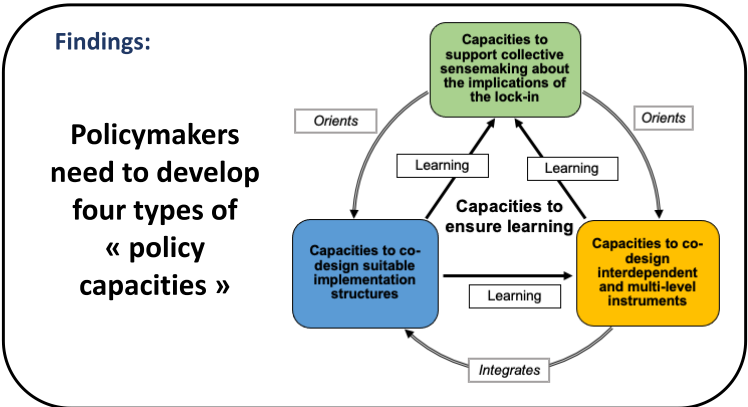 Findings:
Policymakers
need to develop
four types of
« policy
capacities »
Capacities to
support collective
sensemaking about
the implications of
the lock-in
Orients
Orients
Learning
Learning
Capacities to
ensure learning
Capacities to co-
design suitable
implementation
structures
Capacities to co-
design
interdependent
and multi-level
instruments
Learning
Integrates